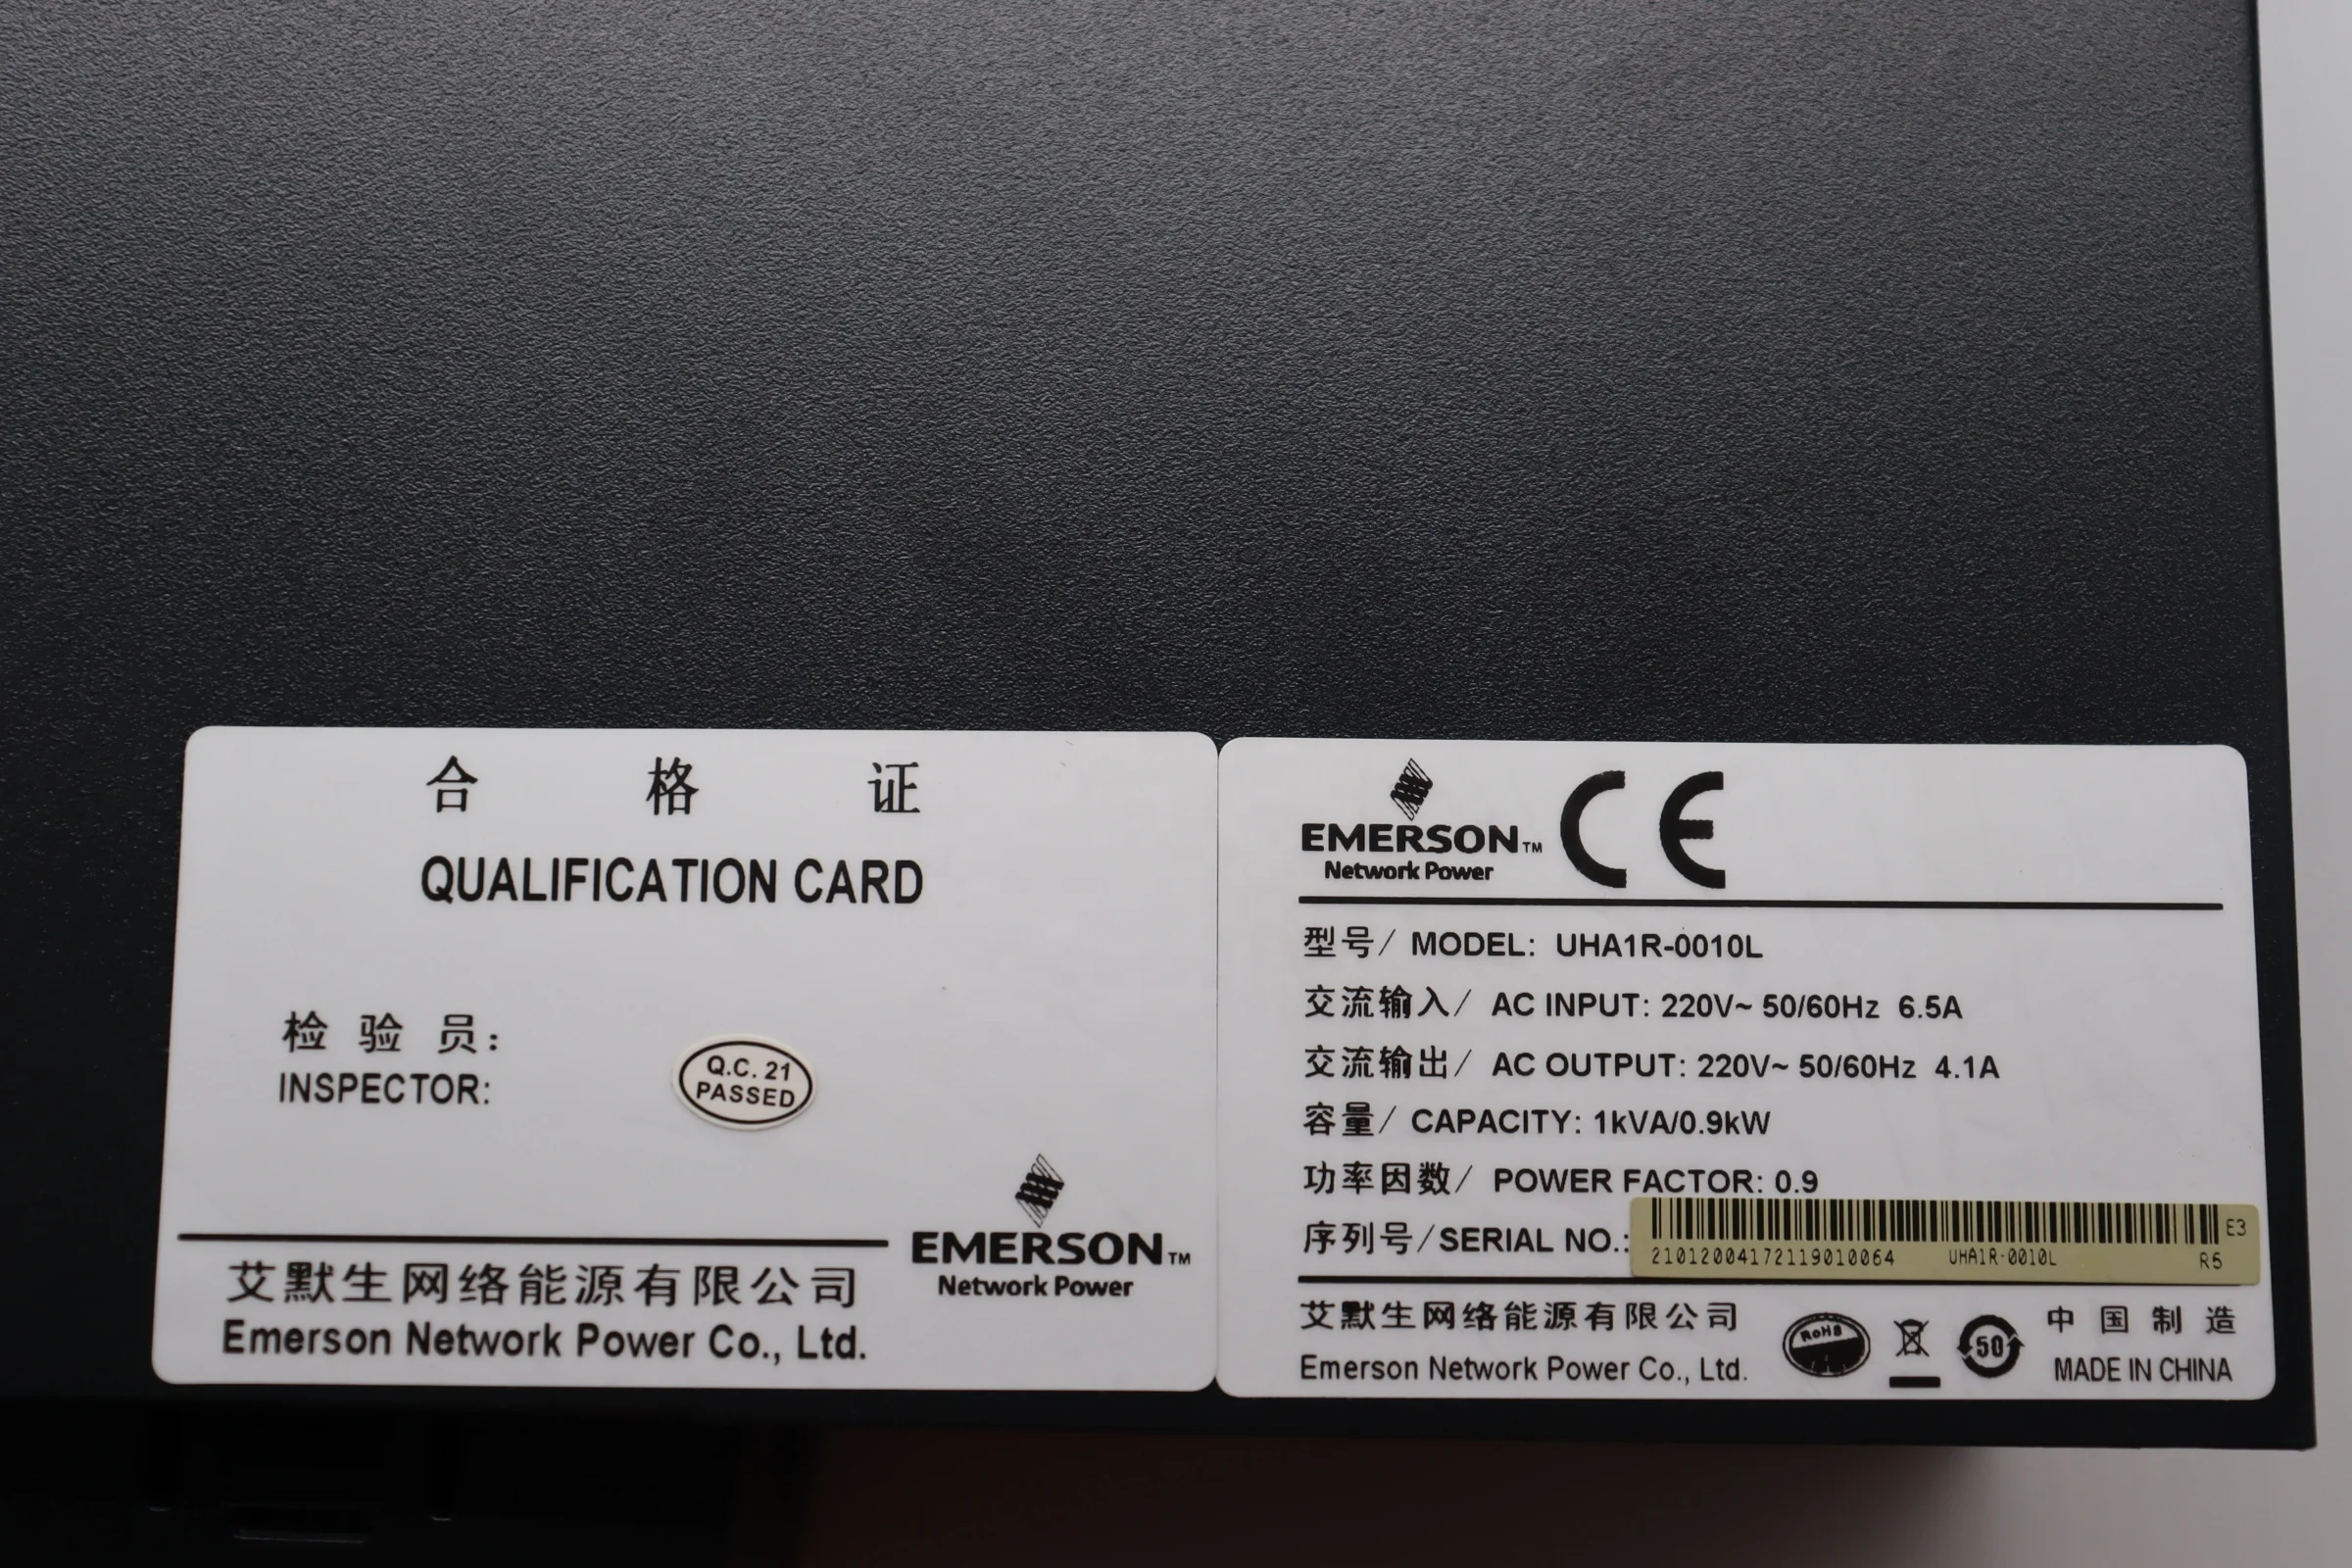 合 格 证
QUALIFICATION CARD
检 验 员:
INSPECTOR:
Q.C. 21
PASSED
EMERSON™
Network Power
艾默生网络能源有限公司
Emerson Network Power Co., Ltd.
EMERSON™
Network Power
CE
型号/ MODEL: UHA1R-0010L
交流输入/ AC INPUT: 220V~ 50/60Hz 6.5A
交流输出/ AC OUTPUT: 220V~ 50/60Hz 4.1A
容量/ CAPACITY: 1kVA/0.9kW
功率因数/ POWER FACTOR: 0.9
序列号/SERIAL NO.:
E3
21012004172119010064 UHA1R-0010L R5
艾默生网络能源有限公司
Emerson Network Power Co., Ltd.
RoHS
50
中 国 制 造
MADE IN CHINA